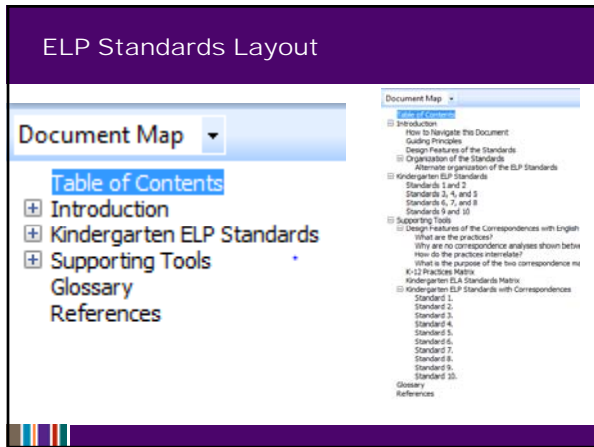 ELP Standards Layout
Document Map
Table of Contents
Introduction
Kindergarten ELP Standards
Supporting Tools
Glossary
References
Document Map
Table of Contents
Introduction
How to Navigate this Document
Guiding Principles
Design Features of the Standards
Organization of the Standards
Alternate organization of the ELP Standards
Kindergarten ELP Standards
Standards 1 and 2
Standards 3, 4, and 5
Standards 6, 7, and 8
Standards 9 and 10
Supporting Tools
Design Features of the Correspondences with English
What are the practices?
Why are no correspondence analyses shown betwe
How do the practices interrelate?
What is the purpose of the two correspondence ma
K-12 Practices Matrix
Kindergarten ELA Standards Matrix
Kindergarten ELP Standards with Correspondences
Standard 1.
Standard 2.
Standard 3.
Standard 4.
Standard 5.
Standard 6.
Standard 7.
Standard 8.
Standard 9.
Standard 10.
Glossary
References